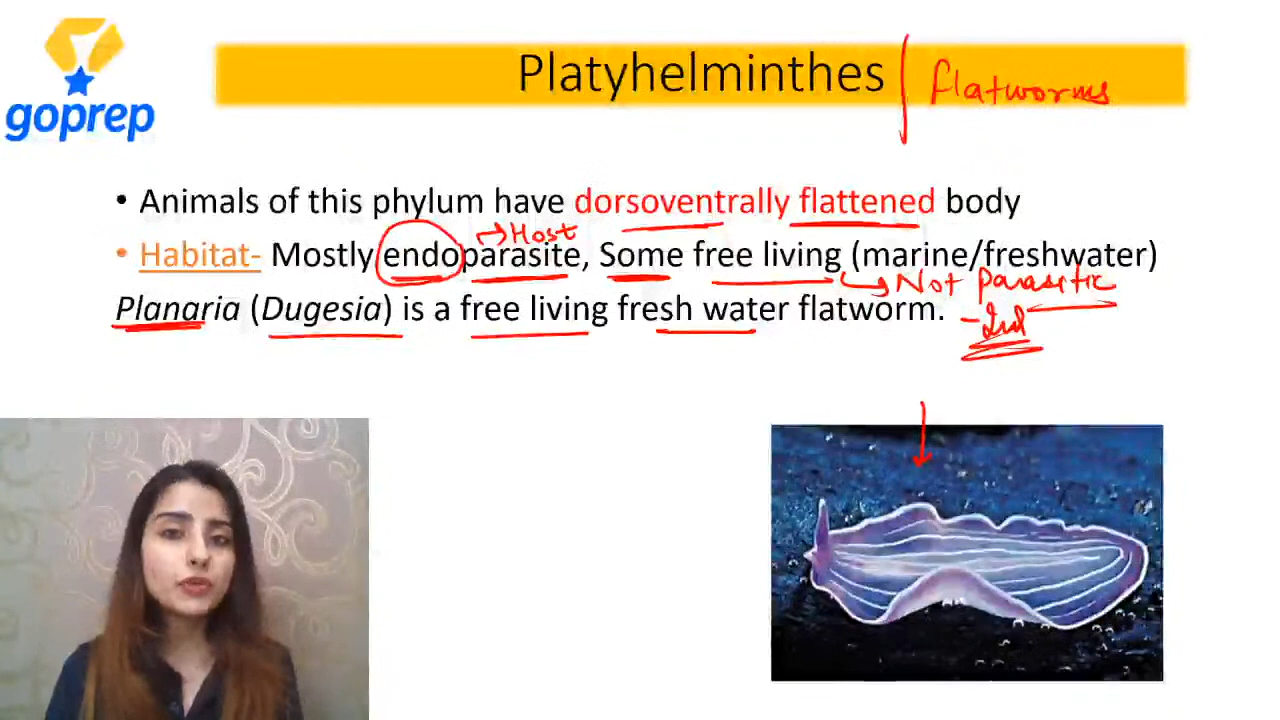 Platyhelminthes
flatworms
goprep
• Animals of this phylum have dorsoventrally flattened body
→ Host
• Habitat- Mostly endoparasite, Some free living (marine/freshwater)
Not parasitic
Planaria (Dugesia) is a free living fresh water flatworm.